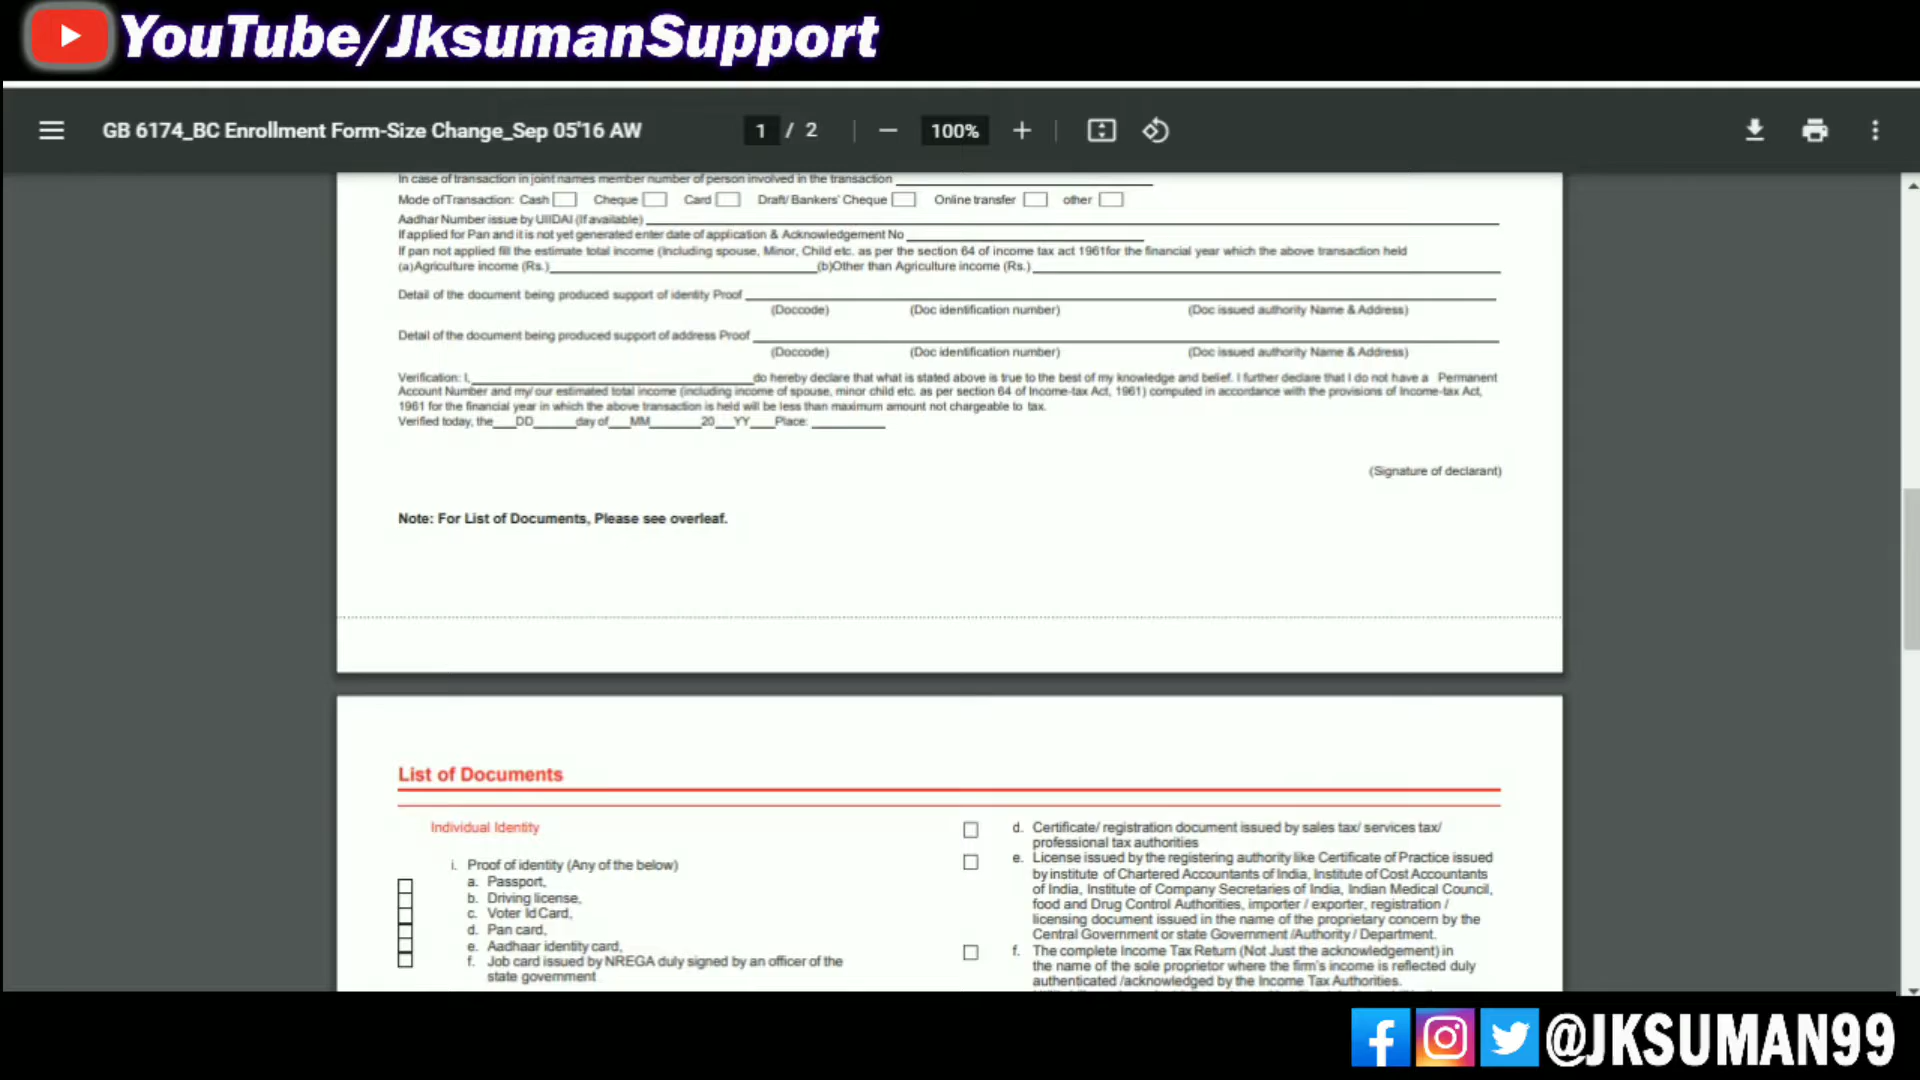 YouTube/JksumanSupport
GB 6174_BC Enrollment Form-Size Change_Sep 05'16 AW
1 / 2
100%
In case of transaction in joint names member number of person involved in the transaction
Mode of Transaction: Cash Cheque Card Draft/ Bankers' Cheque Online transfer other
Aadhar Number issue by UIIDAI (If available)
If applied for Pan and it is not yet generated enter date of application & Acknowledgement No
If pan not applied fill the estimate total income (Including spouse, Minor, Child etc. as per the section 64 of income tax act 1961for the financial year which the above transaction held
(a)Agriculture income (Rs.) (b)Other than Agriculture income (Rs.)
Detail of the document being produced support of identity Proof
(Doccode) (Doc identification number) (Doc issued authority Name & Address)
Detail of the document being produced support of address Proof
(Doccode) (Doc identification number) (Doc issued authority Name & Address)
Verification: I, do hereby declare that what is stated above is true to the best of my knowledge and belief. I further declare that I do not have a Permanent
Account Number and my/ our estimated total income (including income of spouse, minor child etc. as per section 64 of Income-tax Act, 1961) computed in accordance with the provisions of Income-tax Act,
1961 for the financial year in which the above transaction is held will be less than maximum amount not chargeable to tax.
Verified today, the DD day of MM 20 YY Place:
(Signature of declarant)
Note: For List of Documents, Please see overleaf.
List of Documents
Individual Identity
i. Proof of identity (Any of the below)
a. Passport,
b. Driving license,
c. Voter Id Card,
d. Pan card,
e. Aadhaar identity card,
f. Job card issued by NREGA duly signed by an officer of the
state government
d. Certificate/ registration document issued by sales tax/ services tax/
professional tax authorities
e. License issued by the registering authority like Certificate of Practice issued
by institute of Chartered Accountants of India, Institute of Cost Accountants
of India, Institute of Company Secretaries of India, Indian Medical Council,
food and Drug Control Authorities, importer / exporter, registration /
licensing document issued in the name of the proprietary concern by the
Central Government or state Government /Authority / Department.
f. The complete Income Tax Return (Not Just the acknowledgement) in
the name of the sole proprietor where the firm's income is reflected duly
authenticated /acknowledged by the Income Tax Authorities.
@JKSUMAN99